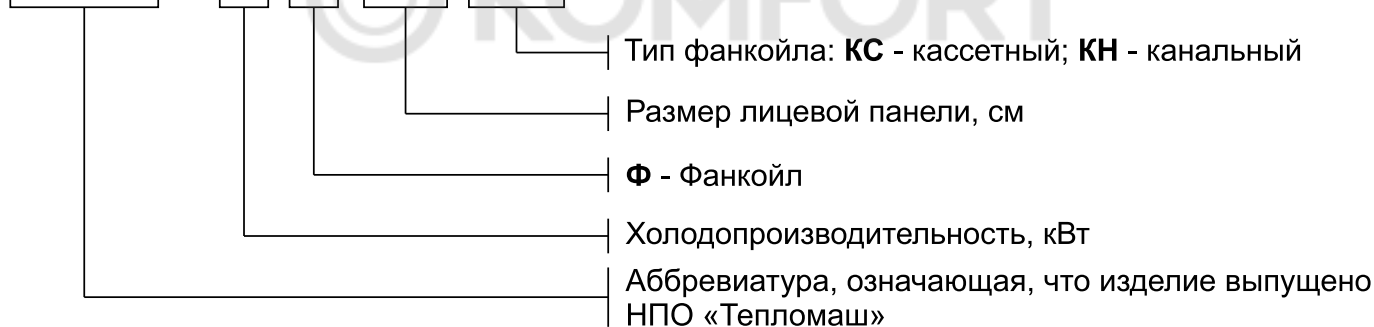 KOMFORT
Тип фанкойла: КС - кассетный; КН - канальный
Размер лицевой панели, см
Ф - Фанкойл
Холодопроизводительность, кВт
Аббревиатура, означающая, что изделие выпущено
НПО «Тепломаш»